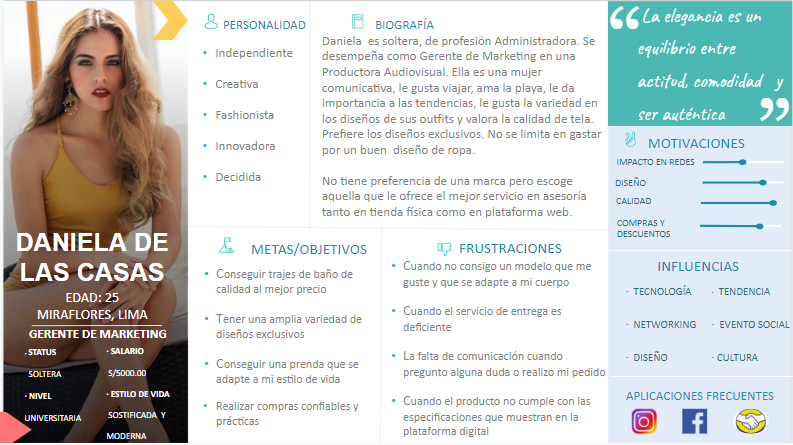 DANIELA DE
LAS CASAS
EDAD: 25
MIRAFLORES, LIMA
GERENTE DE MARKETING
· STATUS
SOLTERA
· NIVEL
UNIVERSITARIA
· SALARIO
S/5000.00
· ESTILO DE VIDA
SOSTIFICADA Y
MODERNA
PERSONALIDAD
• Independiente
• Creativa
• Fashionista
• Innovadora
• Decidida
BIOGRAFÍA
Daniela es soltera, de profesión Administradora. Se
desempeña como Gerente de Marketing en una
Productora Audiovisual. Ella es una mujer
comunicativa, le gusta viajar, ama la playa, le da
importancia a las tendencias, le gusta la variedad en
los diseños de sus outfits y valora la calidad de tela.
Prefiere los diseños exclusivos. No se limita en gastar
por un buen diseño de ropa.
No tiene preferencia de una marca pero escoge
aquella que le ofrece el mejor servicio en asesoría
tanto en tienda física como en plataforma web.
METAS/OBJETIVOS
• Conseguir trajes de baño de
calidad al mejor precio
• Tener una amplia variedad de
diseños exclusivos
• Conseguir una prenda que se
adapte a mi estilo de vida
• Realizar compras confiables y
prácticas
FRUSTRACIONES
• Cuando no consigo un modelo que me
guste y que se adapte a mi cuerpo
• Cuando el servicio de entrega es
deficiente
• La falta de comunicación cuando
pregunto alguna duda o realizo mi pedido
• Cuando el producto no cumple con las
especificaciones que muestran en la
plataforma digital
“ La elegancia es un
equilibrio entre
actitud, comodidad y
ser auténtica ”
MOTIVACIONES
IMPACTO EN REDES
DISEÑO
CALIDAD
COMPRAS Y
DESCUENTOS
INFLUENCIAS
· TECNOLOGÍA · TENDENCIA
· NETWORKING · EVENTO SOCIAL
· DISEÑO · CULTURA
APLICACIONES FRECUENTES